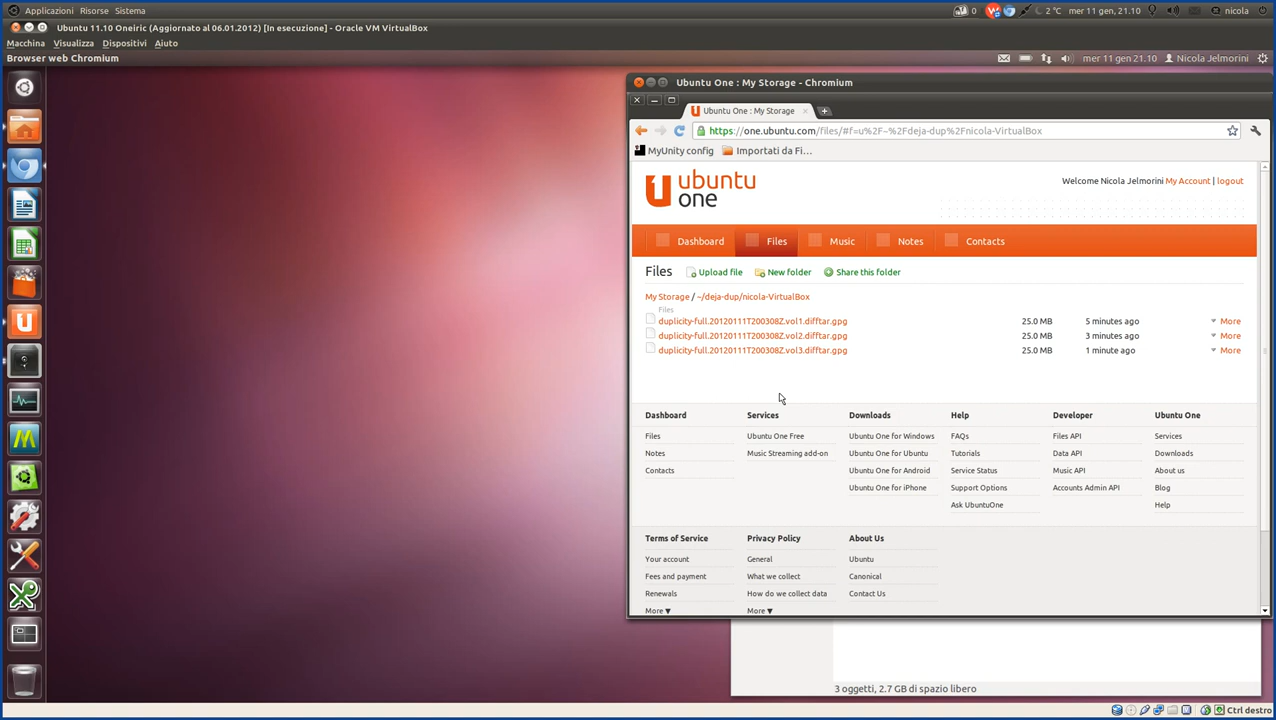 Applicazioni Risorse Sistema 0 2 °C mer 11 gen, 21.10 nicola
Ubuntu 11.10 Oneiric (Aggiornato al 06.01.2012) [In esecuzione] - Oracle VM VirtualBox
Macchina Visualizza Dispositivi Aiuto
Browser web Chromium mer 11 gen 21.10 Nicola Jelmorini
Ubuntu One : My Storage - Chromium
Ubuntu One : My Storage
https://one.ubuntu.com/files/#f=u%2F~%2Fdeja-dup%2Fnicola-VirtualBox
MyUnity config Importati da Fi...
ubuntu one
Welcome Nicola Jelmorini My Account | logout
Dashboard Files Music Notes Contacts
Files Upload file New folder Share this folder
My Storage / ~/deja-dup/nicola-VirtualBox
Files
duplicity-full.20120111T200308Z.vol1.difftar.gpg 25.0 MB 5 minutes ago More
duplicity-full.20120111T200308Z.vol2.difftar.gpg 25.0 MB 3 minutes ago More
duplicity-full.20120111T200308Z.vol3.difftar.gpg 25.0 MB 1 minute ago More
Dashboard Services Downloads Help Developer Ubuntu One
Files Ubuntu One Free Ubuntu One for Windows FAQs Files API Services
Notes Music Streaming add-on Ubuntu One for Ubuntu Tutorials Data API Downloads
Contacts Ubuntu One for Android Service Status Music API About us
Ubuntu One for iPhone Support Options Accounts Admin API Blog
Ask UbuntuOne Help
Terms of Service Privacy Policy About Us
Your account General Ubuntu
Fees and payment What we collect Canonical
Renewals How do we collect data Contact Us
More ▼ More ▼
3 oggetti, 2.7 GB di spazio libero
Ctrl destro